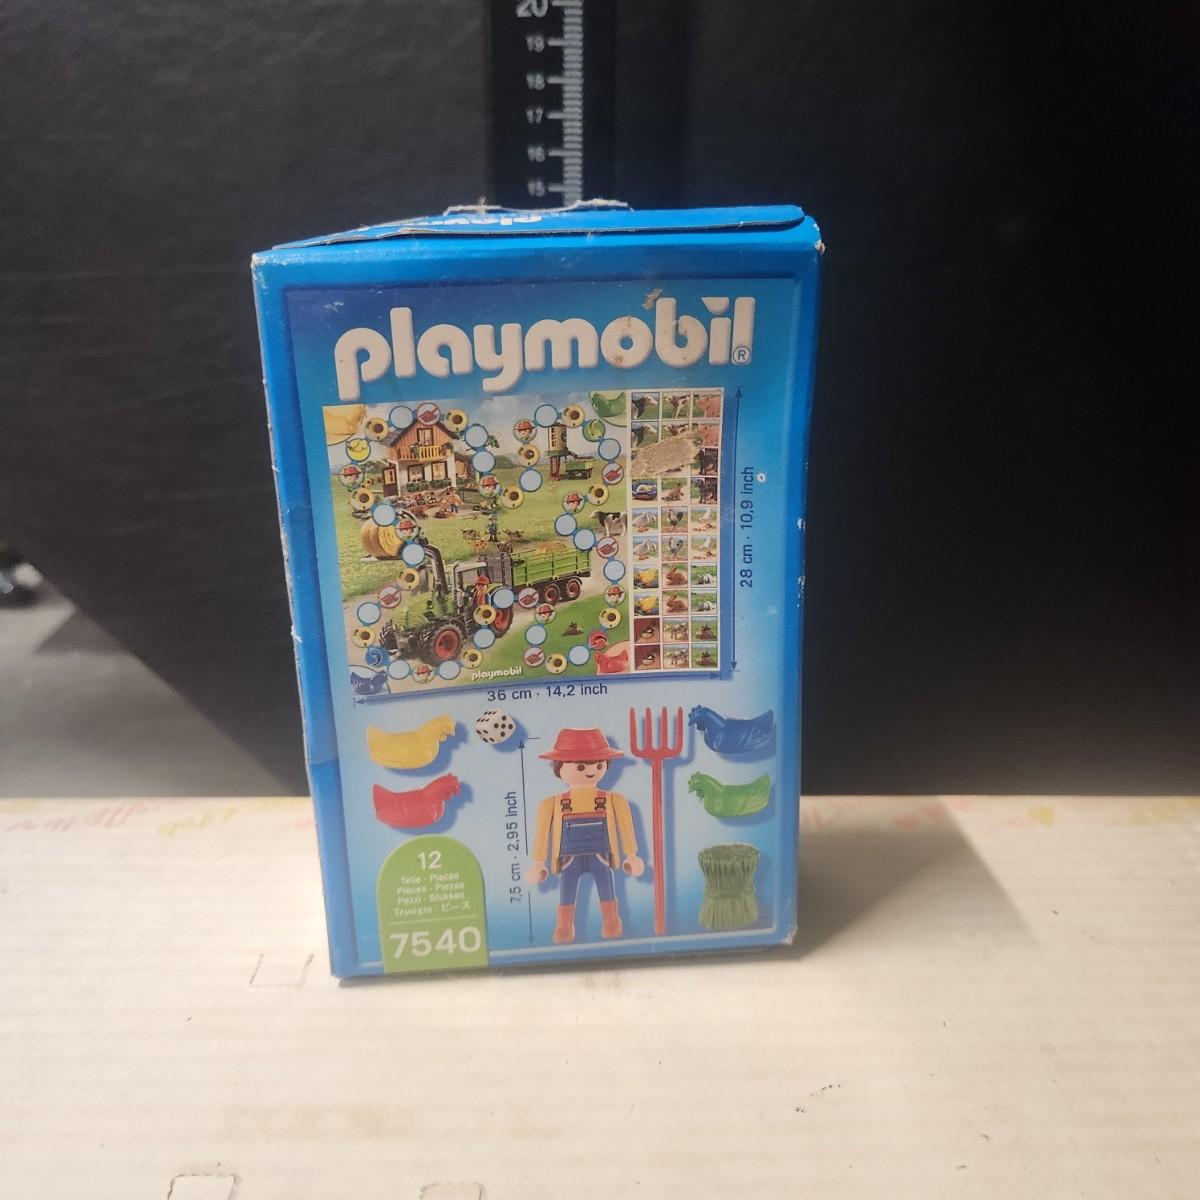 20
19
18
17
16
15
playmobil
playmobil®
playmobil
28 cm · 10,9 inch
36 cm · 14,2 inch
7,5 cm · 2,95 inch
12
Teile - Pieces
Pièces - Piezas
Pezzi - Stukken
Τεμάχια - ピース
7540